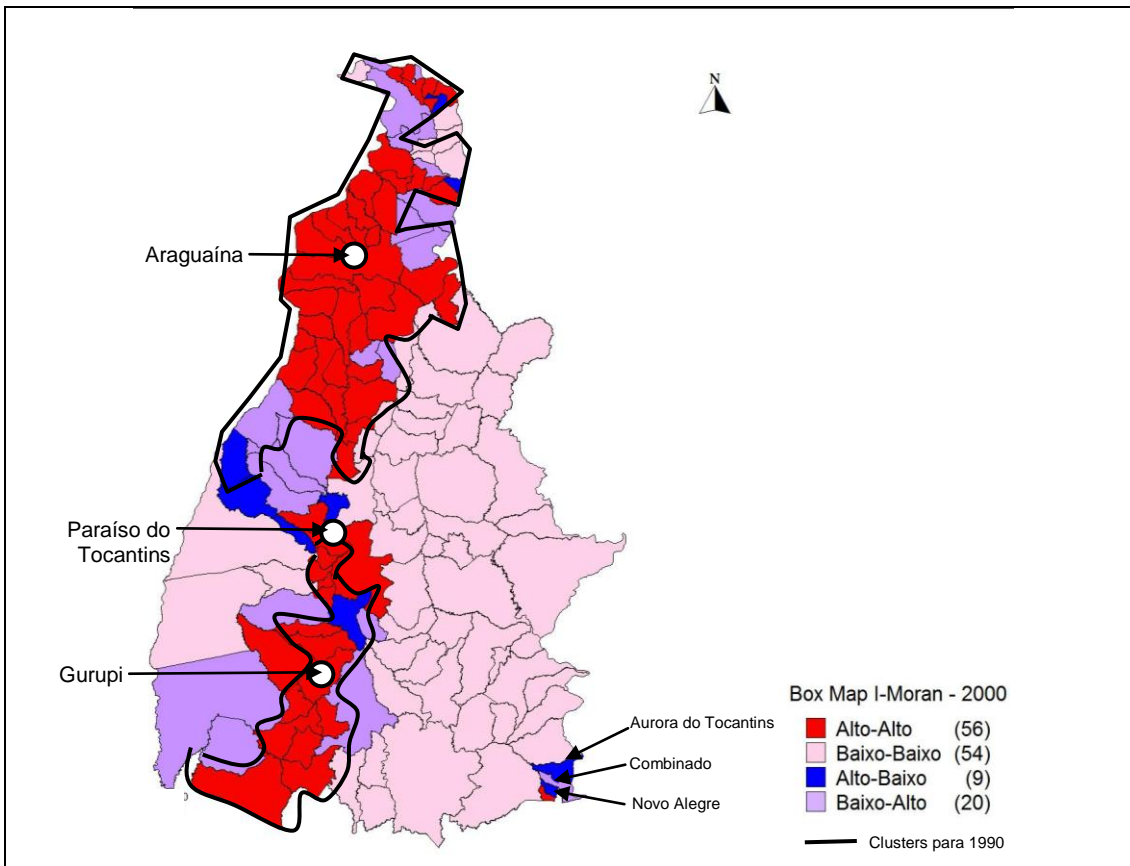 N
Araguaína
Paraíso do
Tocantins
Gurupi
Aurora do Tocantins
Combinado
Novo Alegre
Box Map I-Moran - 2000
Alto-Alto (56)
Baixo-Baixo (54)
Alto-Baixo (9)
Baixo-Alto (20)
Clusters para 1990